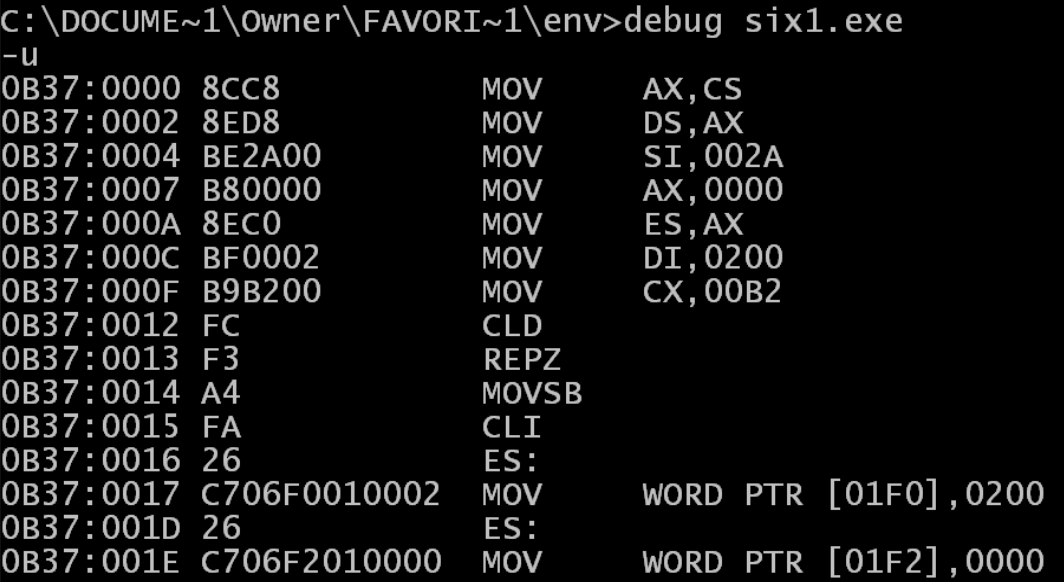 C:\DOCUME~1\Owner\FAVORI~1\env>debug six1.exe
-u
0B37:0000 8CC8 MOV AX,CS
0B37:0002 8ED8 MOV DS,AX
0B37:0004 BE2A00 MOV SI,002A
0B37:0007 B80000 MOV AX,0000
0B37:000A 8EC0 MOV ES,AX
0B37:000C BF0002 MOV DI,0200
0B37:000F B9B200 MOV CX,00B2
0B37:0012 FC CLD
0B37:0013 F3 REPZ
0B37:0014 A4 MOVSB
0B37:0015 FA CLI
0B37:0016 26 ES:
0B37:0017 C706F0010002 MOV WORD PTR [01F0],0200
0B37:001D 26 ES:
0B37:001E C706F2010000 MOV WORD PTR [01F2],0000